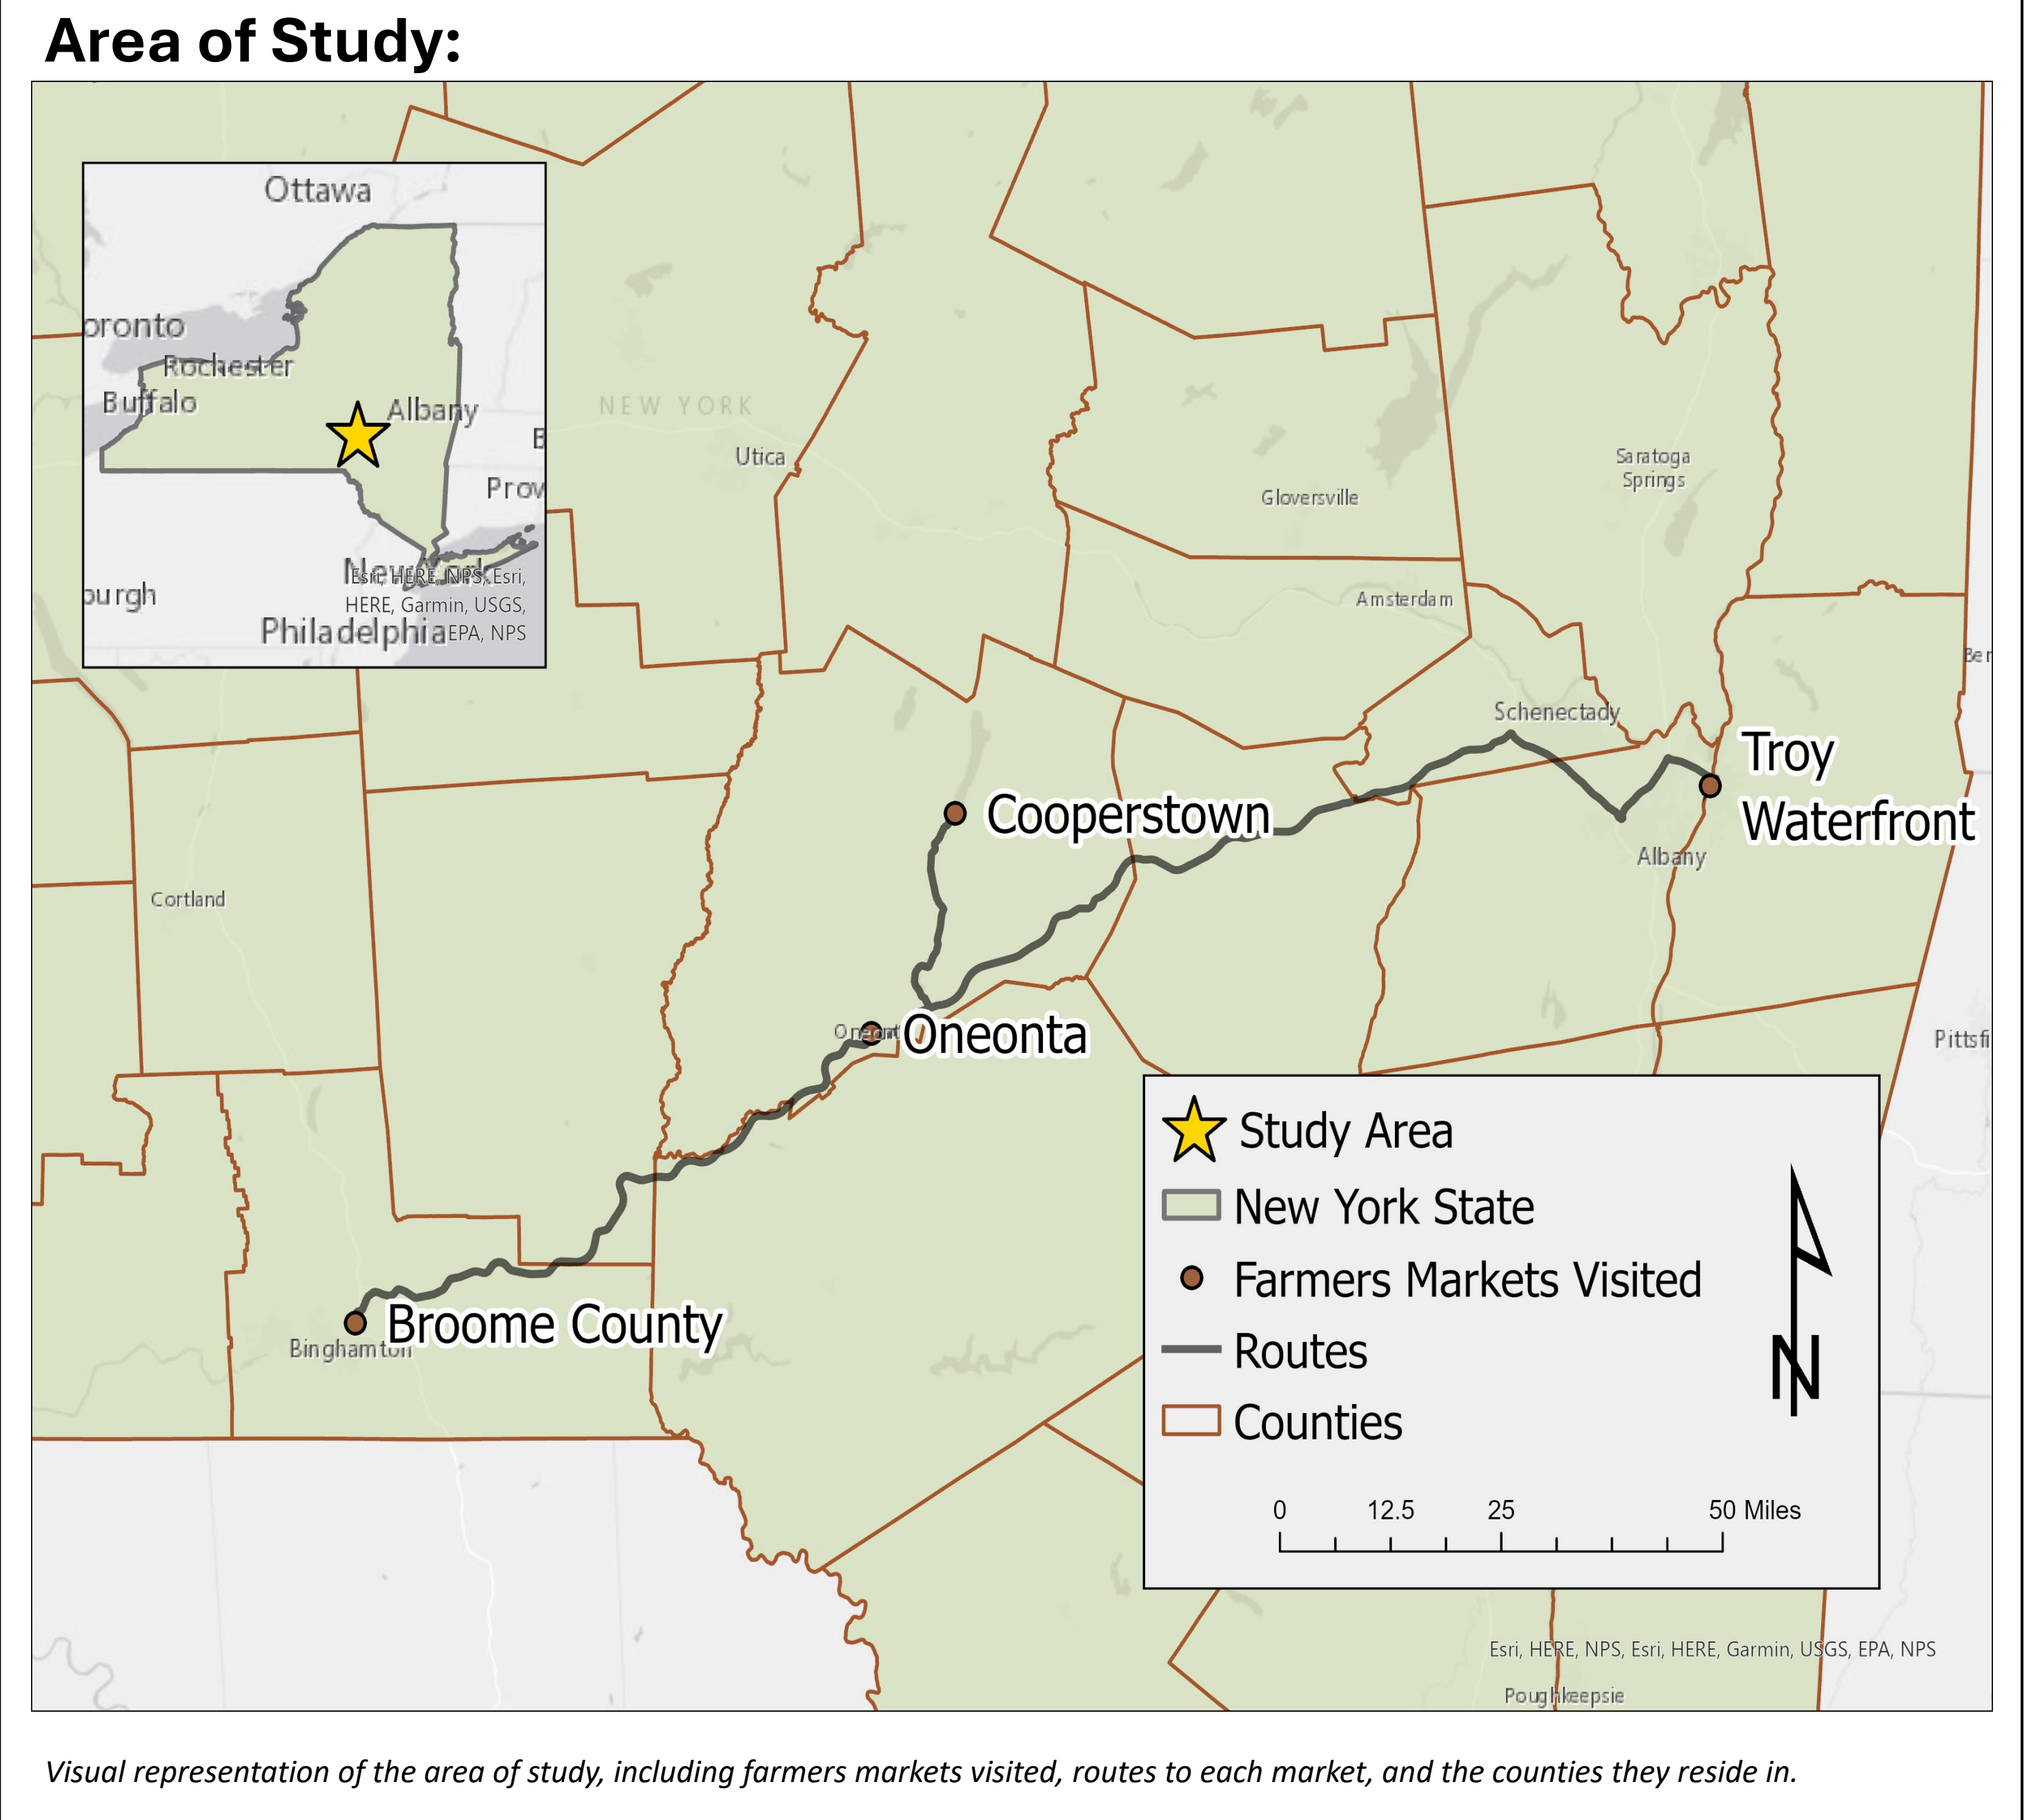 Area of Study:
Ottawa
oronto
Rochester
Buffalo
Albany
Prov
New York
Esri, HERE, NPS, Esri,
HERE, Garmin, USGS,
EPA, NPS
burgh
Philadelphia
NEW YORK
Utica
Gloversville
Saratoga
Springs
Amsterdam
Ber
Schenectady
Troy
Waterfront
Cooperstown
Albany
Cortland
Oneonta
Pittsfi
Broome County
Binghamton
Study Area
New York State
Farmers Markets Visited
Routes
Counties
N
0 12.5 25 50 Miles
Esri, HERE, NPS, Esri, HERE, Garmin, USGS, EPA, NPS
Poughkeepsie
Visual representation of the area of study, including farmers markets visited, routes to each market, and the counties they reside in.